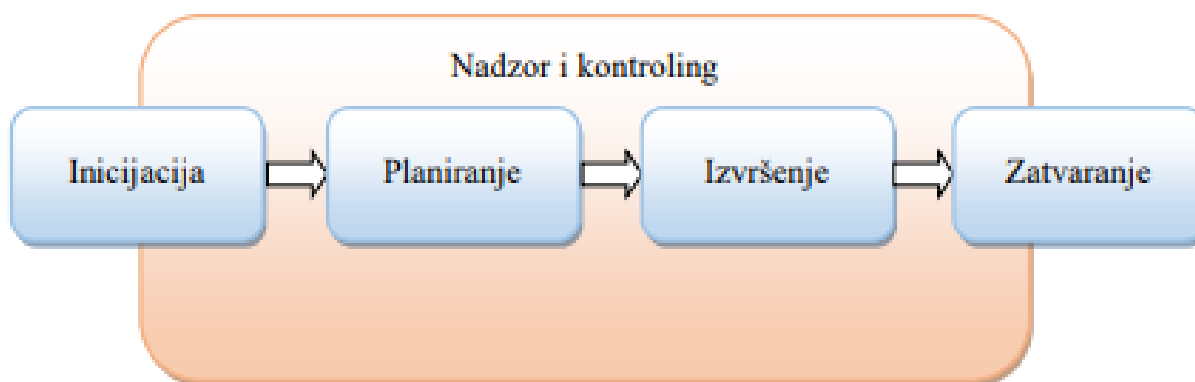 Nadzor i kontroling
Inicijacija
Planiranje
Izvršenje
Zatvaranje